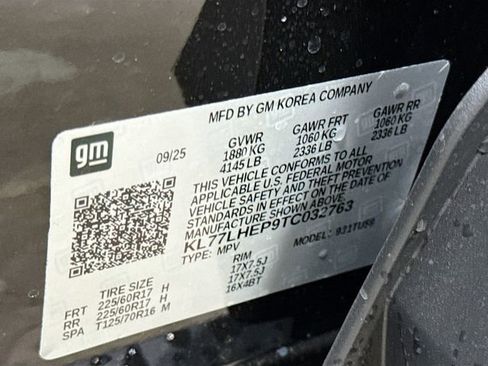 gm
MFD BY GM KOREA COMPANY
09/25
GVWR GAWR FRT GAWR RR
1880 KG 1060 KG 1060 KG
4145 LB 2336 LB 2336 LB
THIS VEHICLE CONFORMS TO ALL
APPLICABLE U.S. FEDERAL MOTOR
VEHICLE SAFETY AND THEFT PREVENTION
STANDARDS IN EFFECT ON THE DATE OF
MANUFACTURE SHOWN ABOVE.
KL77LHEP9TC032763
TYPE: MPV MODEL:
TIRE SIZE RIM
FRT 225/60R17 H 17X7.5J
RR 225/60R17 H 17X7.5J
SPA T125/70R16 M 16X4BT